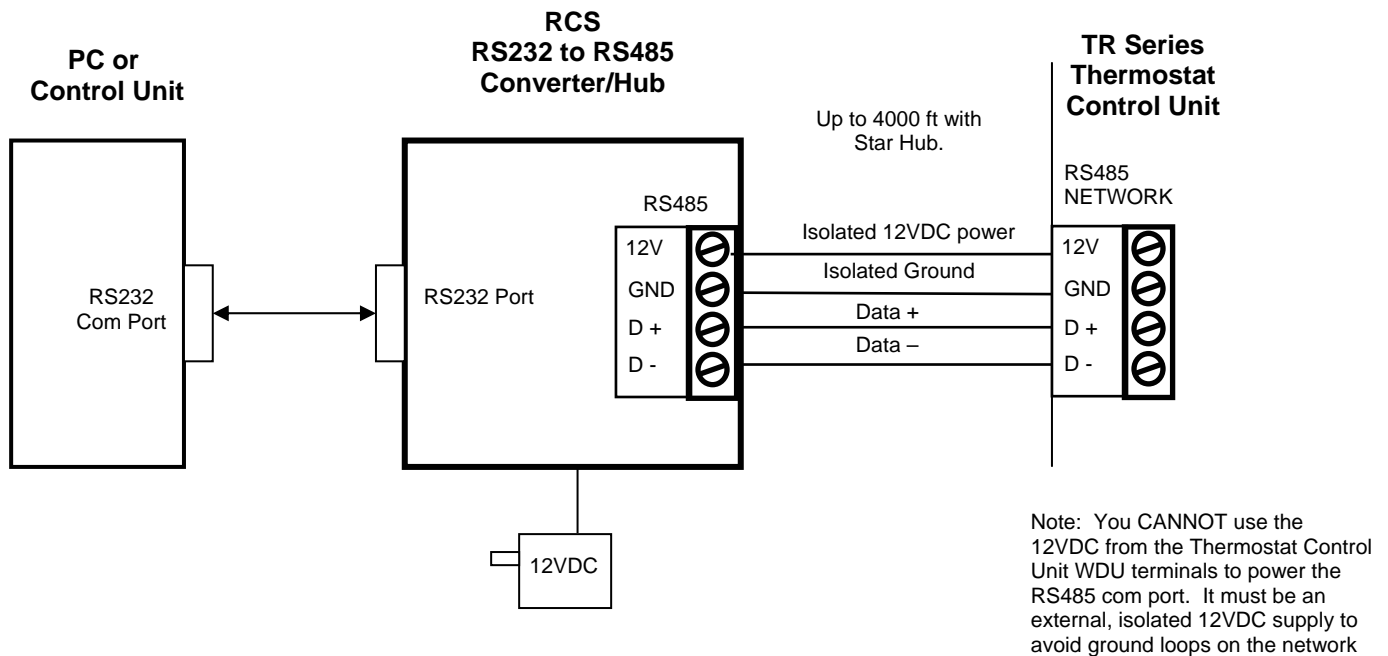 PC or
Control Unit
RCS
RS232 to RS485
Converter/Hub
TR Series
Thermostat
Control Unit
Up to 4000 ft with
Star Hub.
RS232
Com Port
RS232 Port
RS485
12V
GND
D +
D -
Isolated 12VDC power
Isolated Ground
Data +
Data –
RS485
NETWORK
12V
GND
D +
D -
12VDC
Note: You CANNOT use the
12VDC from the Thermostat Control
Unit WDU terminals to power the
RS485 com port. It must be an
external, isolated 12VDC supply to
avoid ground loops on the network